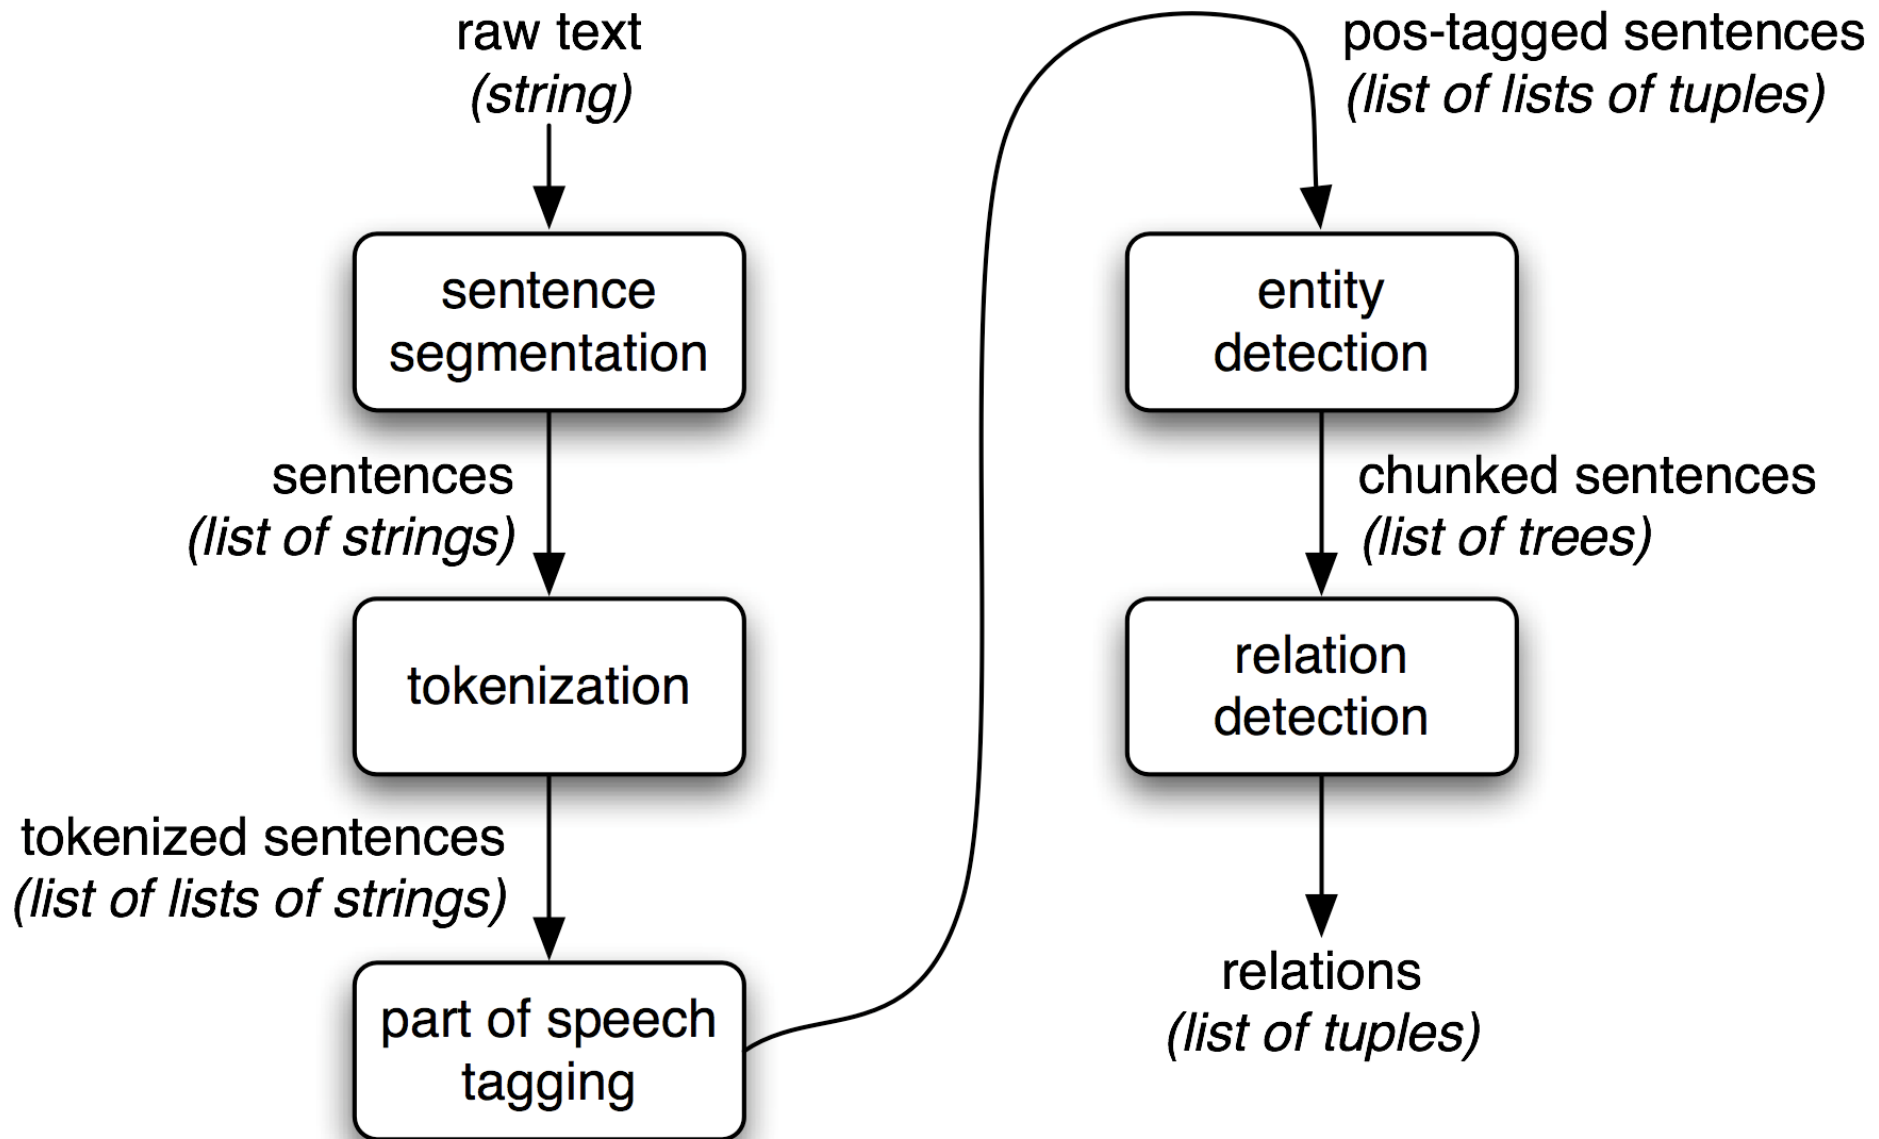 raw text
(string)
sentence
segmentation
sentences
(list of strings)
tokenization
tokenized sentences
(list of lists of strings)
part of speech
tagging
pos-tagged sentences
(list of lists of tuples)
entity
detection
chunked sentences
(list of trees)
relation
detection
relations
(list of tuples)